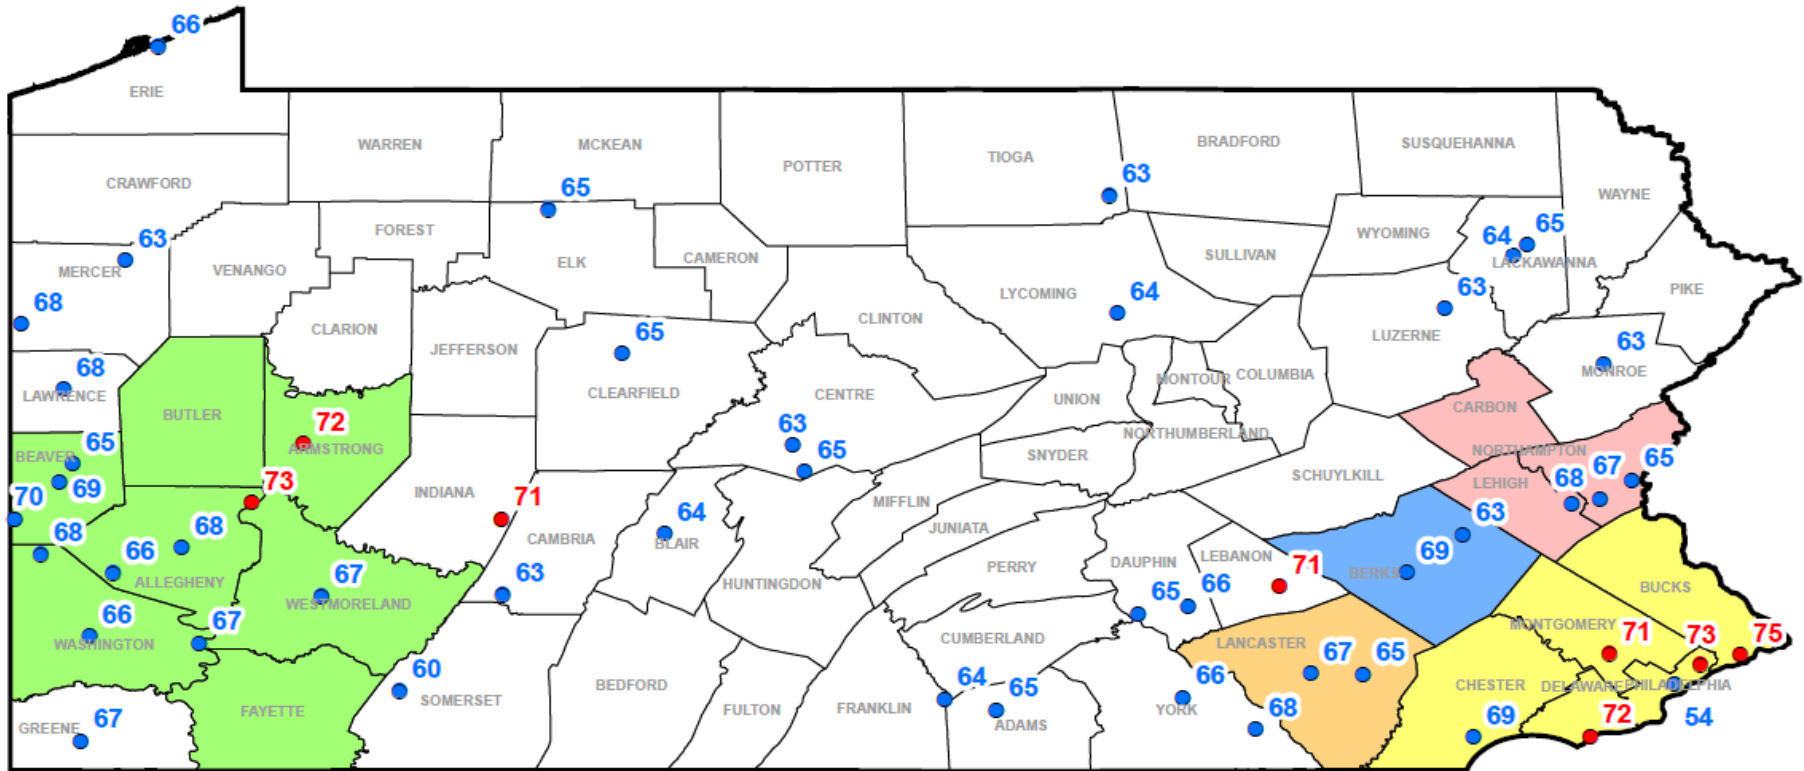 66
ERIE
WARREN
MCKEAN
POTTER
TIOGA
BRADFORD
SUSQUEHANNA
CRAWFORD
65
63
WAYNE
FOREST
63
MERCER
VENANGO
ELK
CAMERON
SULLIVAN
WYOMING
64
65
LACKAWANNA
68
CLARION
LYCOMING
64
63
PIKE
JEFFERSON
65
CLINTON
LUZERNE
63
MONROE
68
LAWRENCE
BUTLER
72
ARMSTRONG
CLEARFIELD
CENTRE
UNION
MONTOUR
COLUMBIA
CARBON
BEAVER
65
69
63
65
SNYDER
NORTHUMBERLAND
NORTHAMPTON
70
73
INDIANA
71
MIFFLIN
SCHUYLKILL
LEHIGH
68
67
65
68
66
68
ALLEGHENY
CAMBRIA
64
BLAIR
JUNIATA
63
69
BERKS
67
WESTMORELAND
63
HUNTINGDON
PERRY
DAUPHIN
LEBANON
71
65
66
BUCKS
66
WASHINGTON
67
CUMBERLAND
LANCASTER
67
65
MONTGOMERY
71
73
75
60
SOMERSET
BEDFORD
64
65
66
YORK
CHESTER
DELAWARE
PHILADELPHIA
GREENE
67
FAYETTE
FULTON
FRANKLIN
ADAMS
68
69
72
54